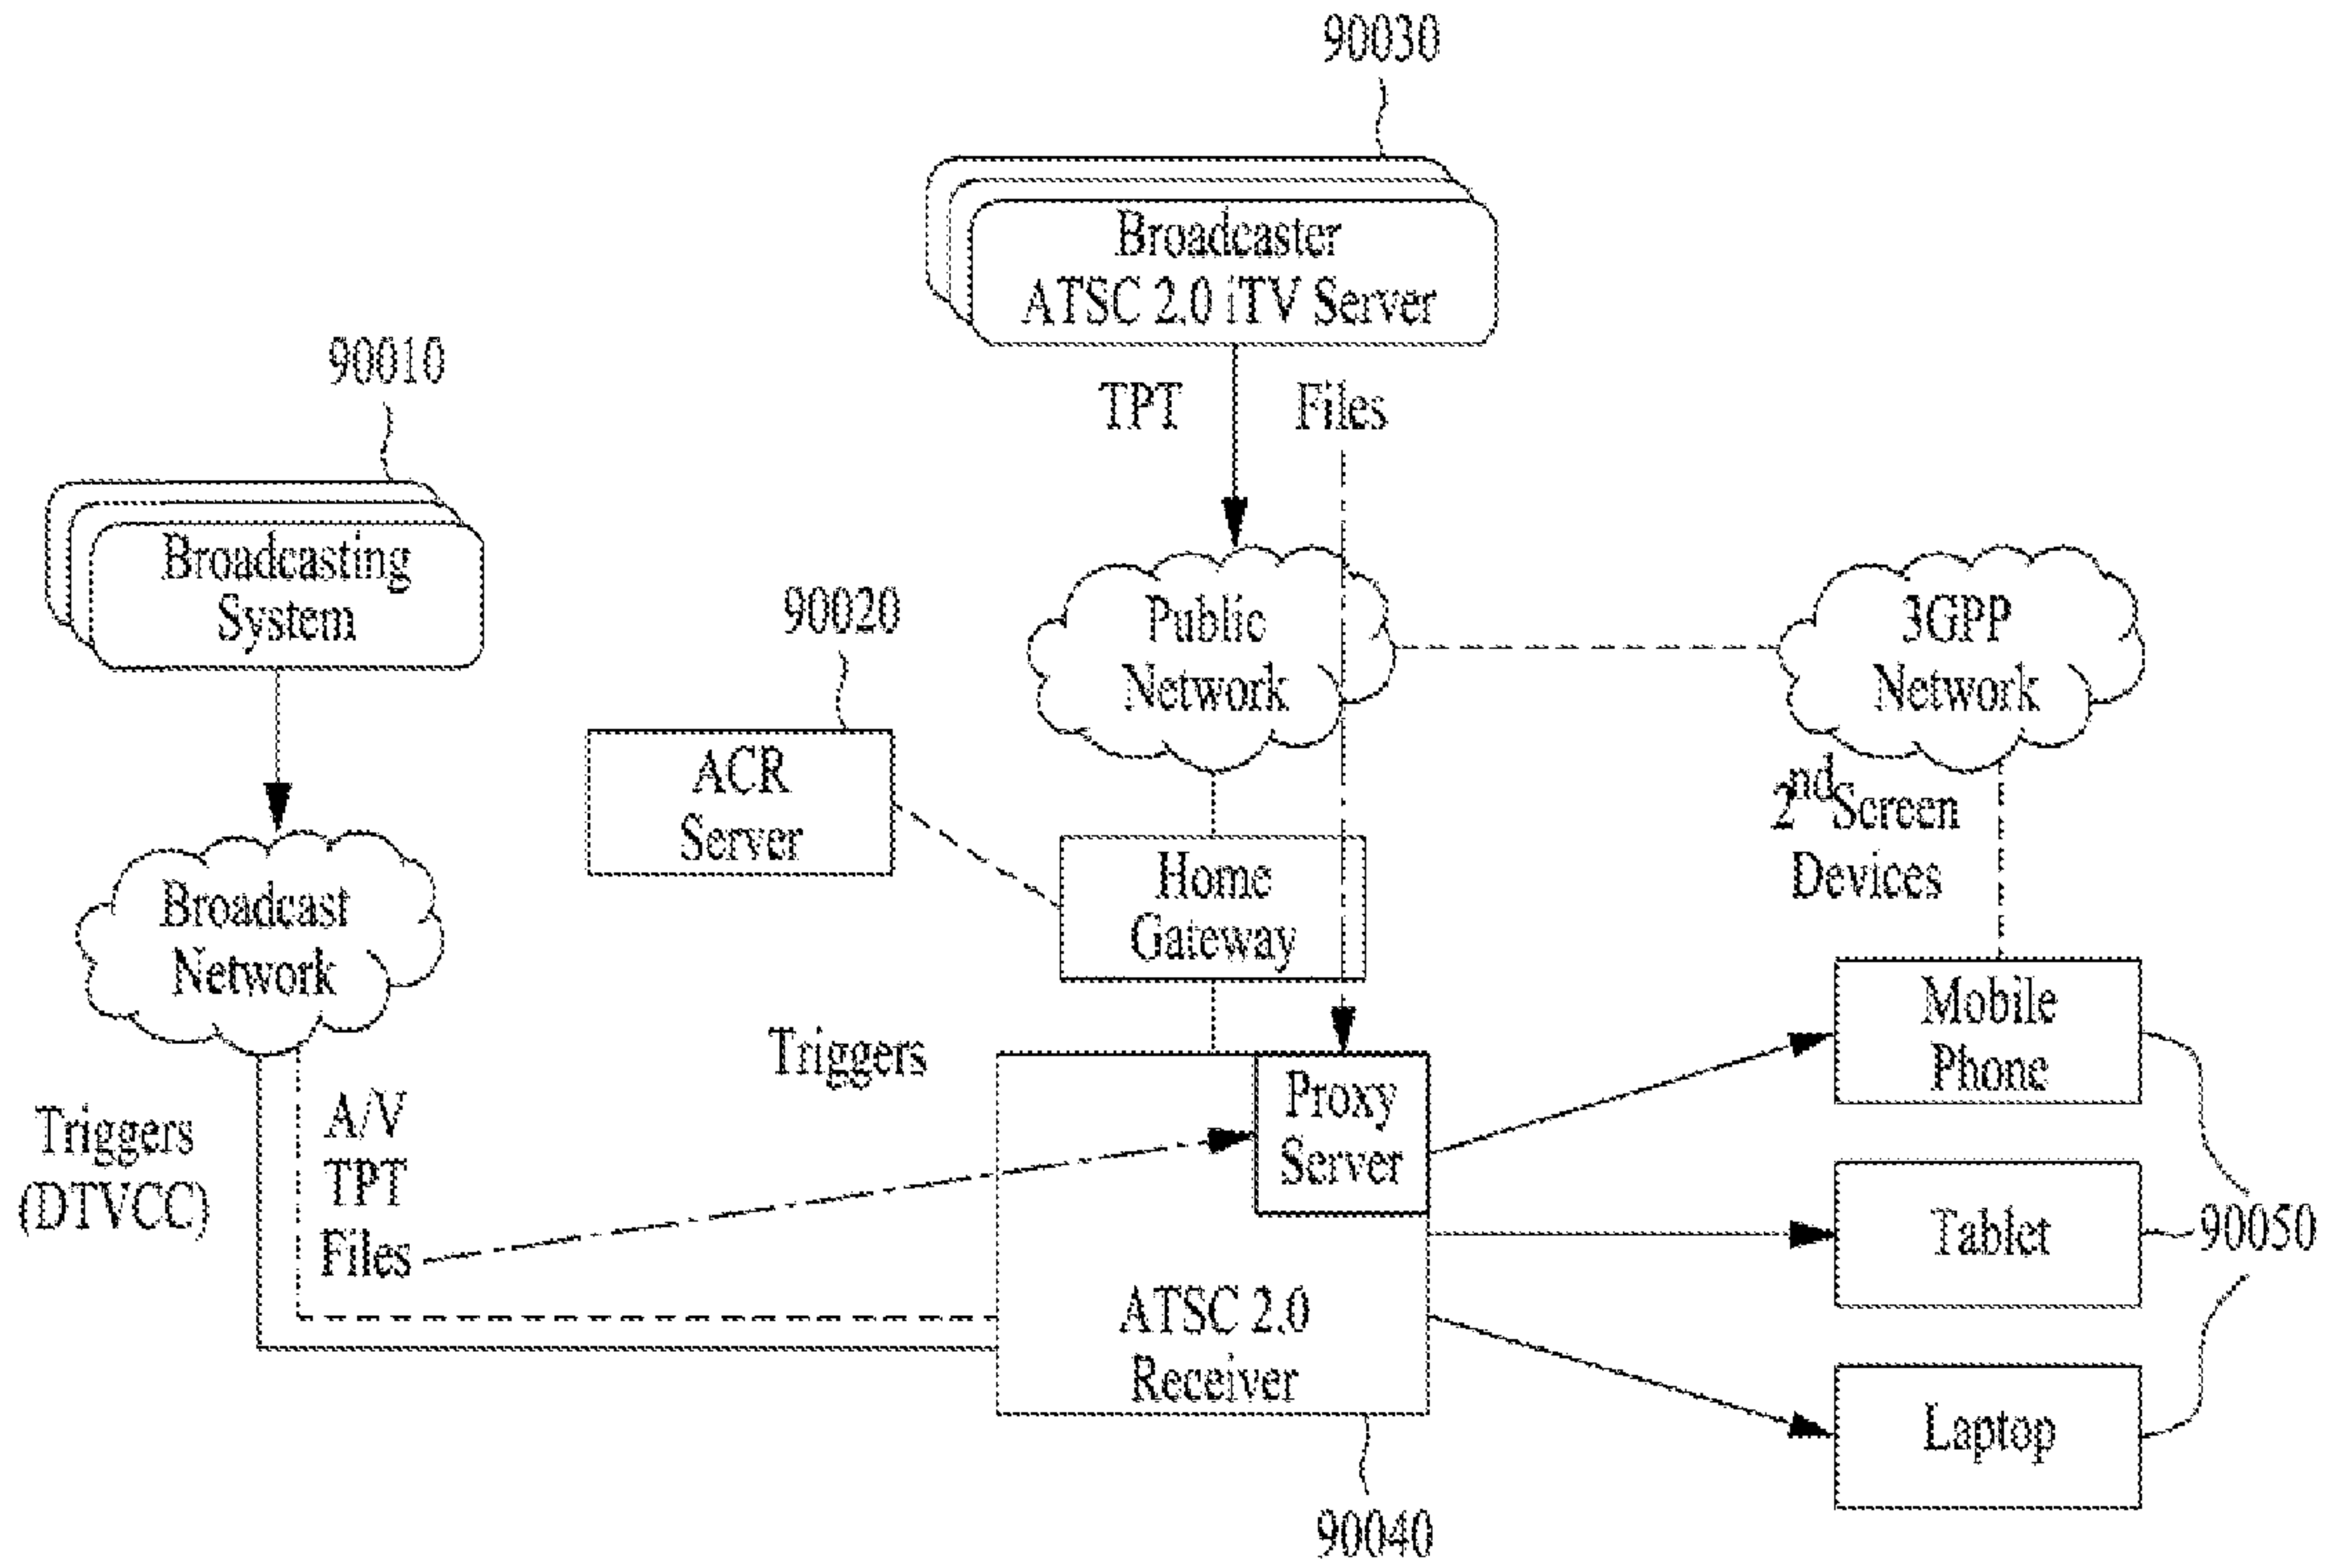 90030
Broadcaster
ATSC 2.0 iTV Server
90010
TPT
Files
Broadcasting
System
90020
Public
Network
3GPP
Network
ACR
Server
2nd Screen
Devices
Home
Gateway
Broadcast
Network
Mobile
Phone
Triggers
Proxy
Server
Triggers
(DTVCC)
A/V
TPT
Files
Tablet
90050
ATSC 2.0
Receiver
Laptop
90040